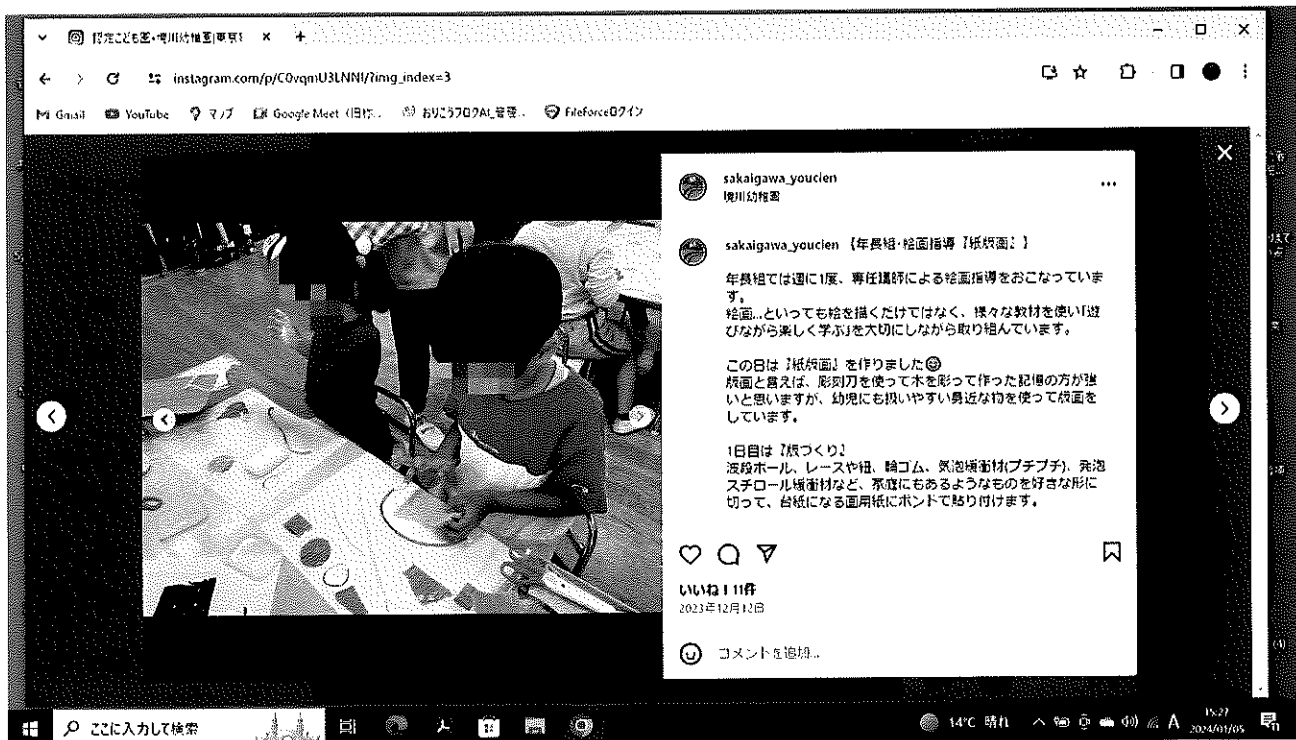 instagram.com/p/C0vqmU3LNNI/?img_index=3
Gmail
YouTube
マップ
Google Meet
FileForceログイン
sakaigawa_youcien
境川幼稚園
sakaigawa_youcien 【年長組・絵画指導『紙版画』】
年長組では週に1度、専任講師による絵画指導をおこなっていま
す。
絵画...といっても絵を描くだけではなく、様々な教材を使い「遊
びながら楽しく学ぶ」を大切にしながら取り組んでいます。
この日は『紙版画』を作りました😊
版画と言えば、彫刻刀を使って木を彫って作った記憶の方が強
いと思いますが、幼児にも扱いやすい身近な物を使って版画を
しています。
1日目は『版づくり』
波段ボール、レースや紐、輪ゴム、気泡緩衝材(プチプチ)、発泡
スチロール緩衝材など、家庭にもあるようなものを好きな形に
切って、台紙になる画用紙にボンドで貼り付けます。
いいね！11件
2023年12月12日
コメントを追加...
ここに入力して検索
14°C 晴れ
A
15:27
2024/01/05